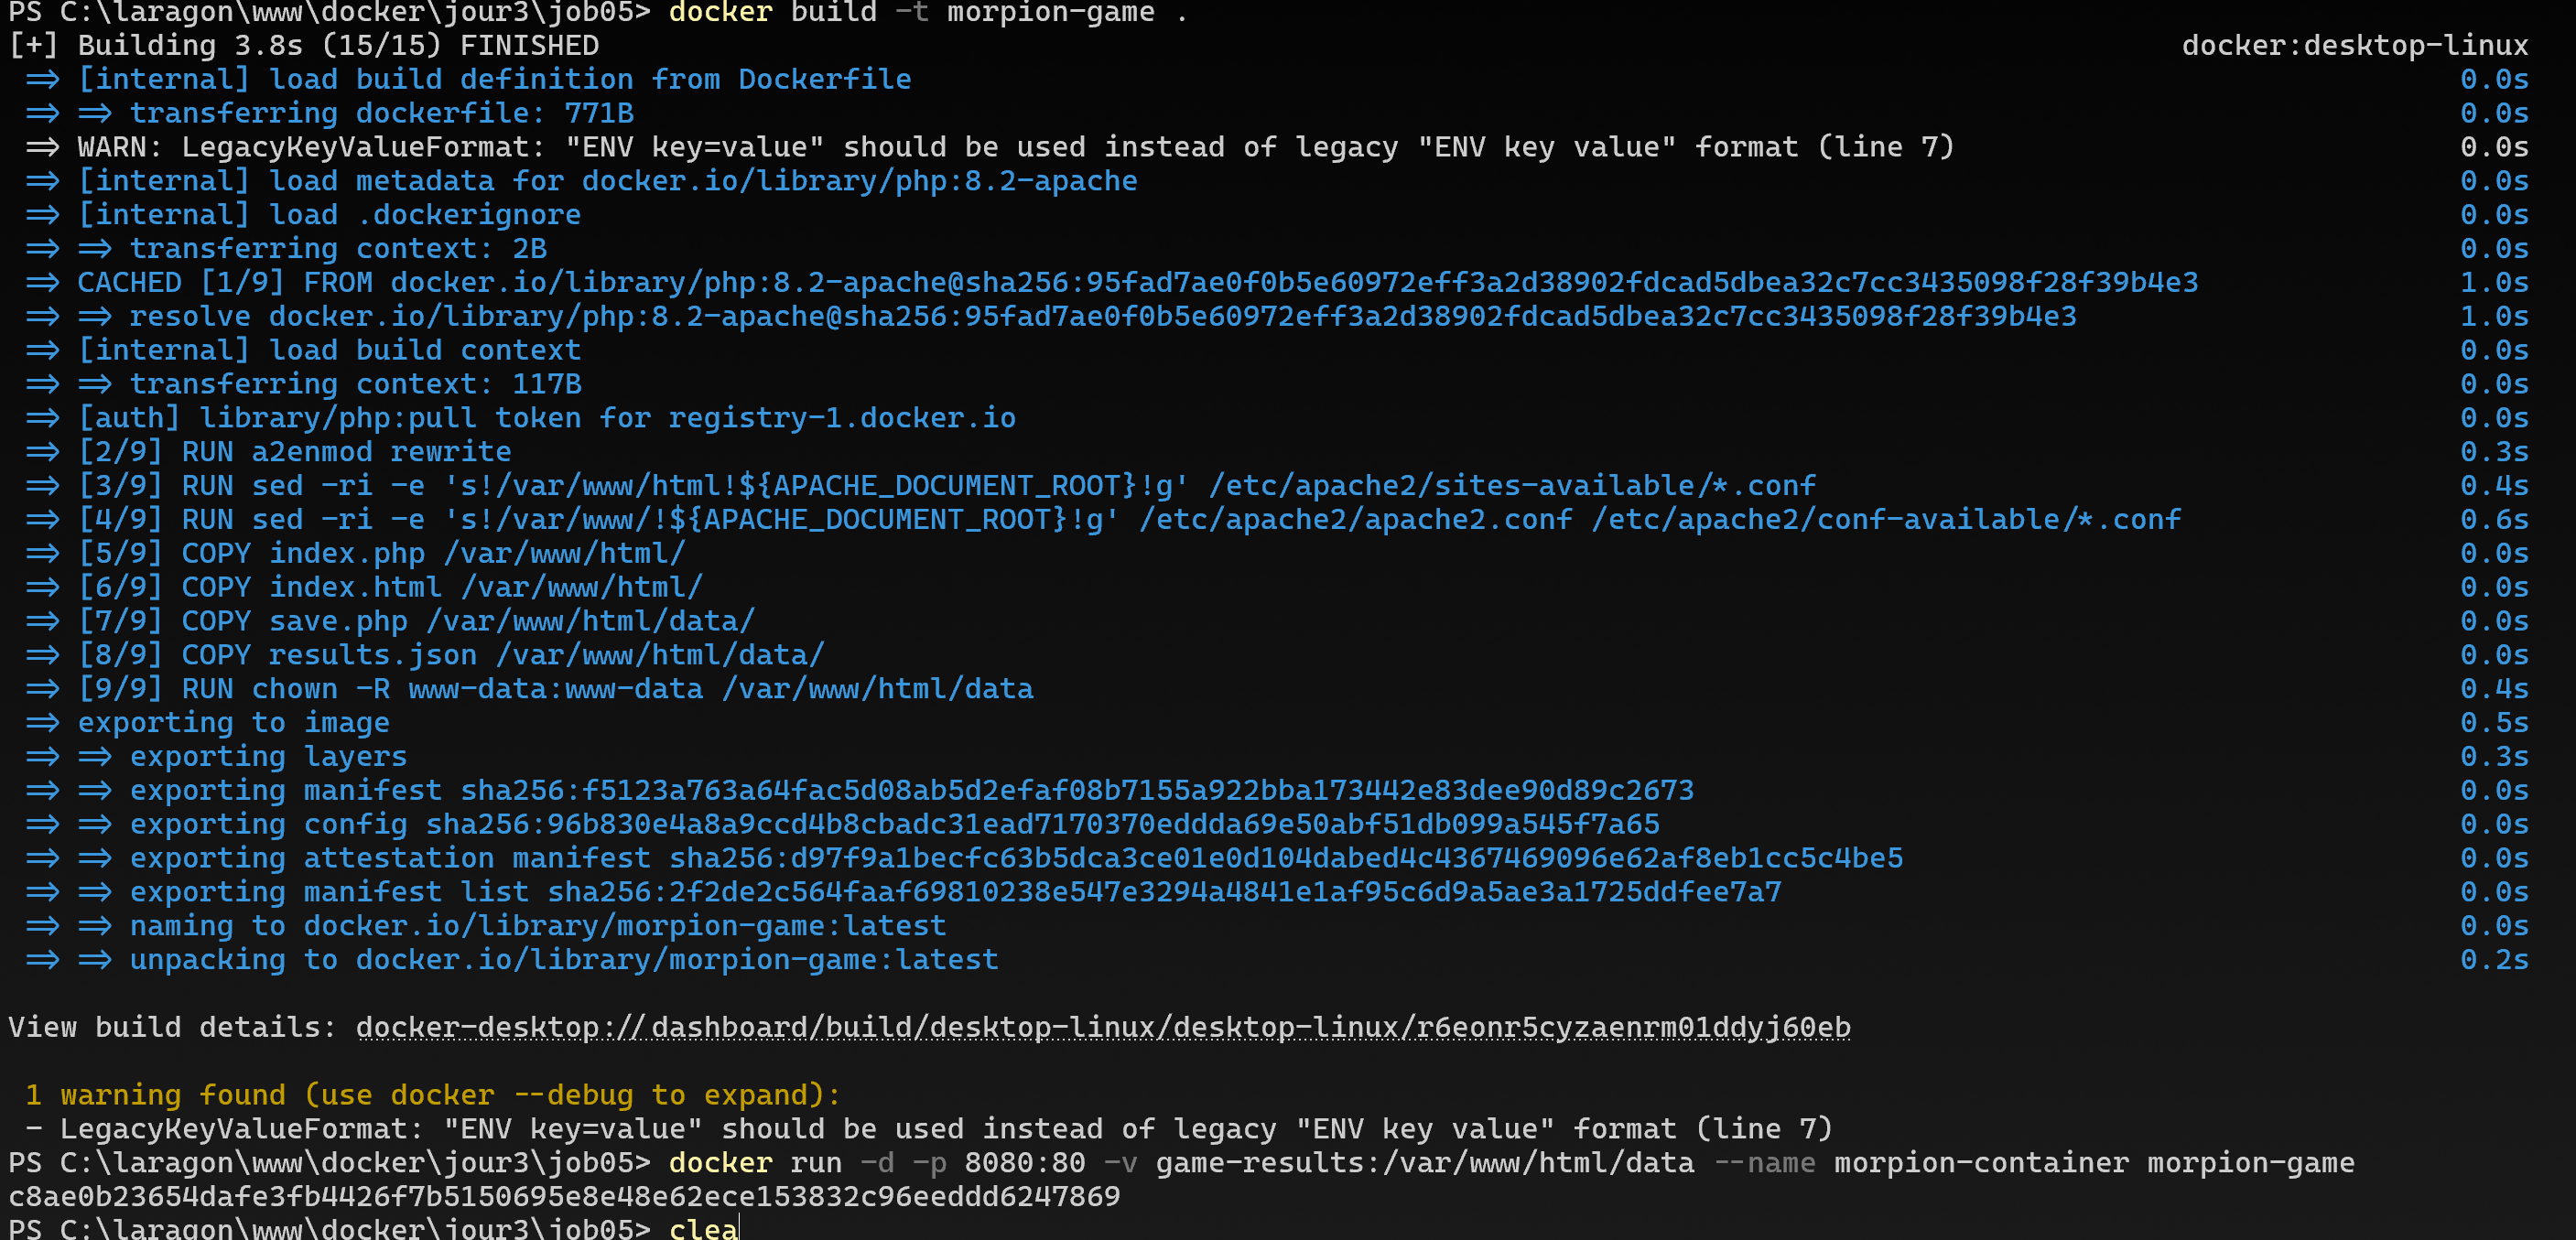 PS C:\laragon\www\docker\jour3\job05> docker build -t morpion-game .
[+] Building 3.8s (15/15) FINISHED docker:desktop-linux
=> [internal] load build definition from Dockerfile 0.0s
=> => transferring dockerfile: 771B 0.0s
=> WARN: LegacyKeyValueFormat: "ENV key=value" should be used instead of legacy "ENV key value" format (line 7) 0.0s
=> [internal] load metadata for docker.io/library/php:8.2-apache 0.0s
=> [internal] load .dockerignore 0.0s
=> => transferring context: 2B 0.0s
=> CACHED [1/9] FROM docker.io/library/php:8.2-apache@sha256:95fad7ae0f0b5e60972eff3a2d38902fdcad5dbea32c7cc3435098f28f39b4e3 1.0s
=> => resolve docker.io/library/php:8.2-apache@sha256:95fad7ae0f0b5e60972eff3a2d38902fdcad5dbea32c7cc3435098f28f39b4e3 1.0s
=> [internal] load build context 0.0s
=> => transferring context: 117B 0.0s
=> [auth] library/php:pull token for registry-1.docker.io 0.0s
=> [2/9] RUN a2enmod rewrite 0.3s
=> [3/9] RUN sed -ri -e 's!/var/www/html!${APACHE_DOCUMENT_ROOT}!g' /etc/apache2/sites-available/*.conf 0.4s
=> [4/9] RUN sed -ri -e 's!/var/www/!${APACHE_DOCUMENT_ROOT}!g' /etc/apache2/apache2.conf /etc/apache2/conf-available/*.conf 0.6s
=> [5/9] COPY index.php /var/www/html/ 0.0s
=> [6/9] COPY index.html /var/www/html/ 0.0s
=> [7/9] COPY save.php /var/www/html/data/ 0.0s
=> [8/9] COPY results.json /var/www/html/data/ 0.0s
=> [9/9] RUN chown -R www-data:www-data /var/www/html/data 0.4s
=> exporting to image 0.5s
=> => exporting layers 0.3s
=> => exporting manifest sha256:f5123a763a64fac5d08ab5d2efaf08b7155a922bba173442e83dee90d89c2673 0.0s
=> => exporting config sha256:96b830e4a8a9ccd4b8cbadc31ead7170370eddda69e50abf51db099a545f7a65 0.0s
=> => exporting attestation manifest sha256:d97f9a1becfc63b5dca3ce01e0d104dabed4c4367469096e62af8eb1cc5c4be5 0.0s
=> => exporting manifest list sha256:2f2de2c564faaf69810238e547e3294a4841e1af95c6d9a5ae3a1725ddfee7a7 0.0s
=> => naming to docker.io/library/morpion-game:latest 0.0s
=> => unpacking to docker.io/library/morpion-game:latest 0.2s
View build details: docker-desktop://dashboard/build/desktop-linux/desktop-linux/r6eonr5cyzaenrm01ddyj60eb
1 warning found (use docker --debug to expand):
- LegacyKeyValueFormat: "ENV key=value" should be used instead of legacy "ENV key value" format (line 7)
PS C:\laragon\www\docker\jour3\job05> docker run -d -p 8080:80 -v game-results:/var/www/html/data --name morpion-container morpion-game
c8ae0b23654dafe3fb4426f7b5150695e8e48e62ece153832c96eeddd6247869
PS C:\laragon\www\docker\jour3\job05> clea